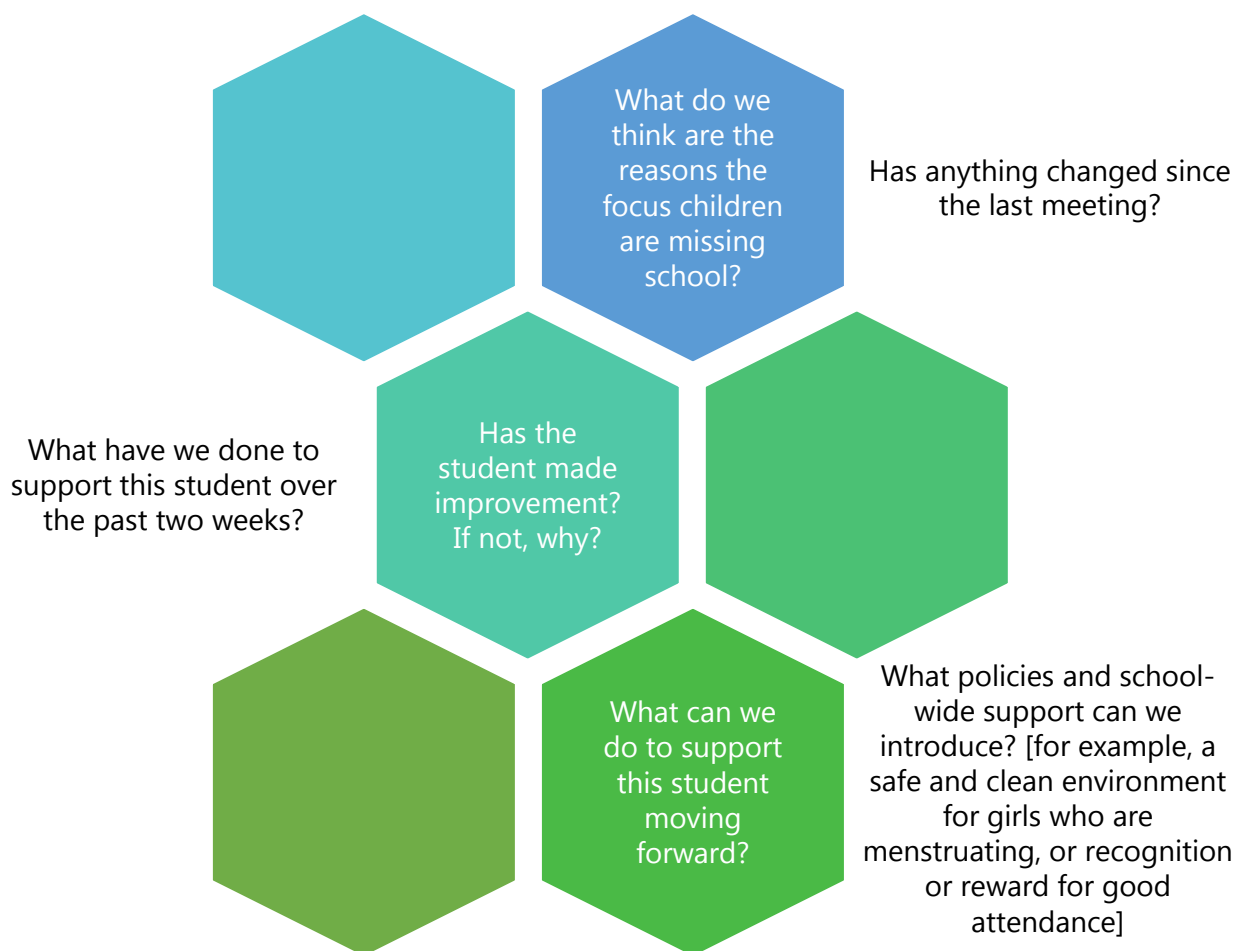 What do we
think are the
reasons the
focus children
are missing
school?
Has anything changed since
the last meeting?
What have we done to
support this student over
the past two weeks?
Has the
student made
improvement?
If not, why?
What can we
do to support
this student
moving
forward?
What policies and school-
wide support can we
introduce? [for example, a
safe and clean environment
for girls who are
menstruating, or recognition
or reward for good
attendance]